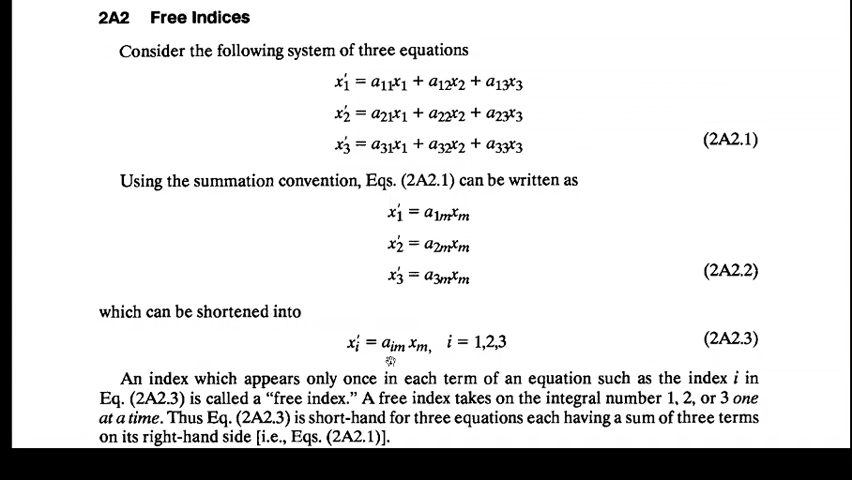 2A2 Free Indices
Consider the following system of three equations
x′₁ = a₁₁x₁ + a₁₂x₂ + a₁₃x₃
x′₂ = a₂₁x₁ + a₂₂x₂ + a₂₃x₃
x′₃ = a₃₁x₁ + a₃₂x₂ + a₃₃x₃ (2A2.1)
Using the summation convention, Eqs. (2A2.1) can be written as
x′₁ = a₁ₘxₘ
x′₂ = a₂ₘxₘ
x′₃ = a₃ₘxₘ (2A2.2)
which can be shortened into
x′ᵢ = aᵢₘ xₘ, i = 1,2,3 (2A2.3)
An index which appears only once in each term of an equation such as the index i in
Eq. (2A2.3) is called a “free index.” A free index takes on the integral number 1, 2, or 3 one
at a time. Thus Eq. (2A2.3) is short-hand for three equations each having a sum of three terms
on its right-hand side [i.e., Eqs. (2A2.1)].